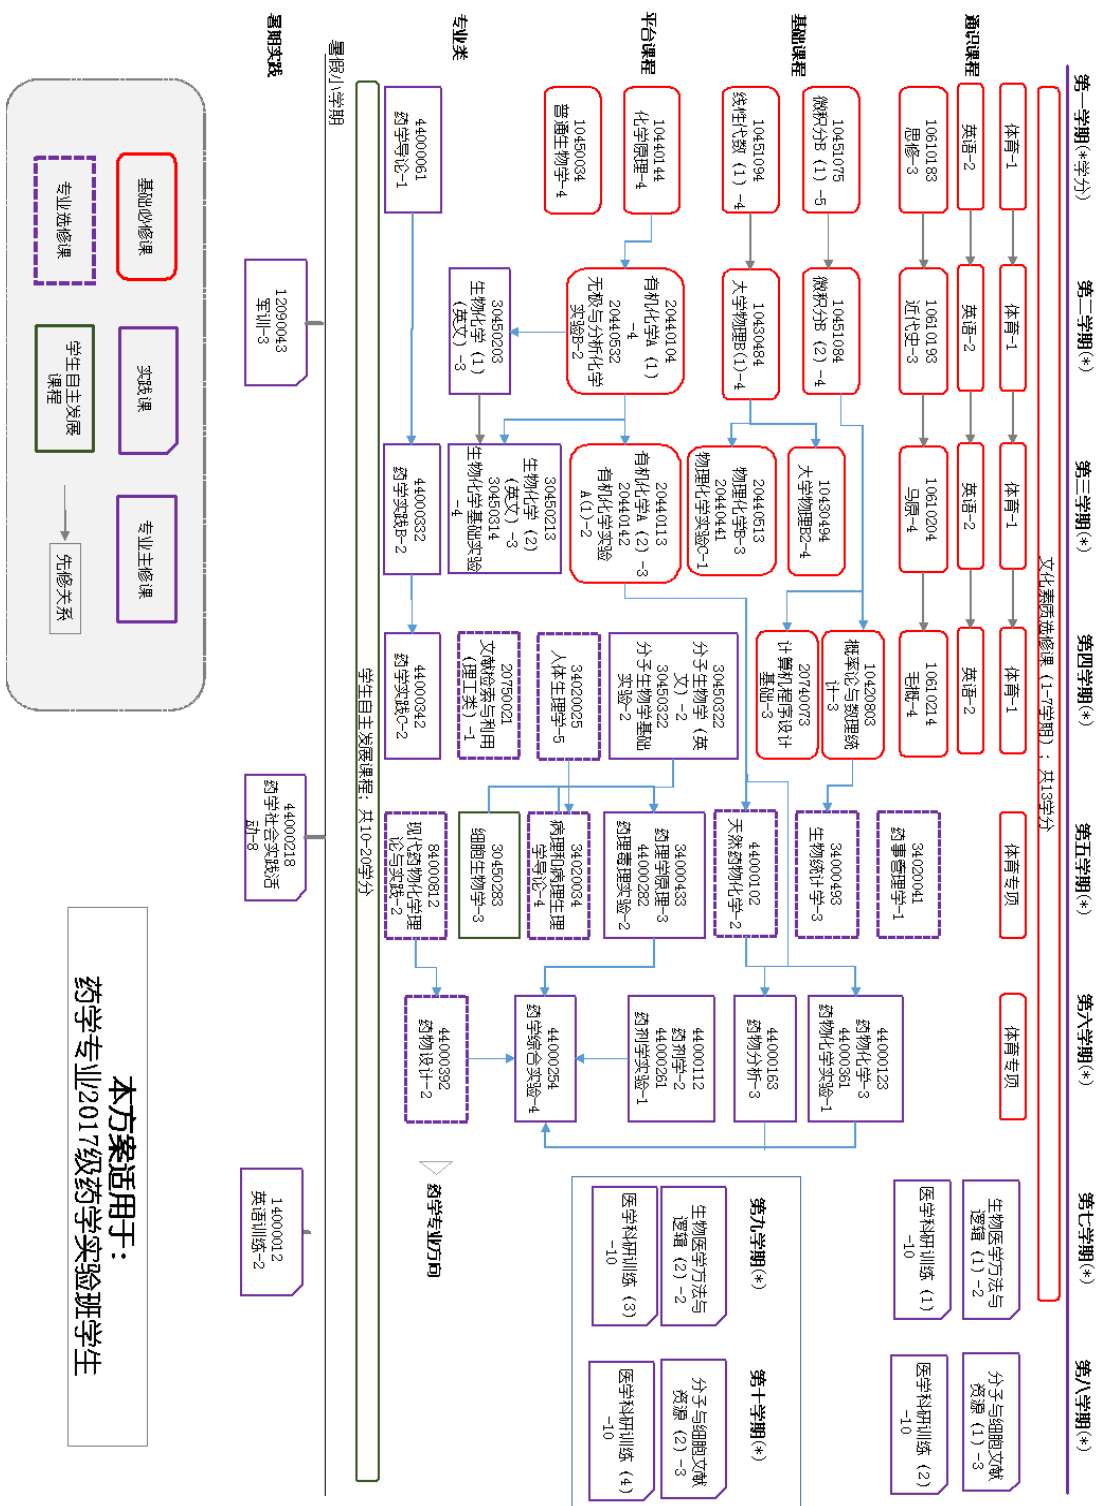 第一学期(*学分)
第二学期(*)
第三学期(*)
第四学期(*)
第五学期(*)
第六学期(*)
第七学期(*)
第八学期(*)
文化素质选修课（1-7学期）；共13学分
通识课程
体育-1
体育-1
体育-1
体育-1
体育专项
体育专项
英语-2
英语-2
英语-2
英语-2
10610183
思修-3
10610193
近代史-3
10610204
马原-4
10610214
毛概-4
34020041
药事管理学-1
生物医学方法与
逻辑（1）-2
医学科研训练（1）
-10
分子与细胞文献
资源（1）-3
医学科研训练（2）
-10
基础课程
10451075
微积分B（1）-5
10451084
微积分B（2）-4
10451094
线性代数（1）-4
10430484
大学物理B(1)-4
10430494
大学物理B2-4
20440513
物理化学B-3
20440441
物理化学实验C-1
10420803
概率论与数理统
计-3
20740073
计算机程序设计
基础-3
34000493
生物统计学-3
44000102
天然药物化学-2
44000123
药物化学-3
44000361
药物化学实验-1
44000163
药物分析-3
平台课程
10440144
化学原理-4
10450034
普通生物学-4
20440104
有机化学A（1）
-4
20440532
无极与分析化学
实验B-2
20440113
有机化学A（2）-3
20440142
有机化学实验
A(1)-2
30450322
分子生物学（英
文）-2
30450322
分子生物学基础
实验-2
34020025
人体生理学-5
34000433
药理学原理-3
44000282
药理毒理实验-2
34020034
病理和病理生理
学导论-4
44000112
药剂学-2
44000261
药剂学实验-1
44000254
药学综合实验-4
第九学期(*)
生物医学方法与
逻辑（2）-2
医学科研训练（3）
-10
第十学期(*)
分子与细胞文献
资源（2）-3
医学科研训练（4）
-10
专业类
44000061
药学导论-1
30450203
生物化学（1）
（英文）-3
30450213
生物化学（2）
（英文）-3
30450314
生物化学基础实验
-4
44000332
药学实践B-2
20750021
文献检索与利用
（理工类）-1
44000342
药学实践C-2
30450283
细胞生物学-3
84000812
现代药物化学理
论与实践-2
44000392
药物设计-2
药学专业方向
学生自主发展课程；共10-20学分
暑假小学期
暑期实践
12090043
军训-3
44000218
药学社会实践活
动-8
14000012
英语训练-2
基础必修课
实践课
专业主修课
专业选修课
学生自主发展
课程
先修关系
本方案适用于：
药学专业/2017级药学实验班学生